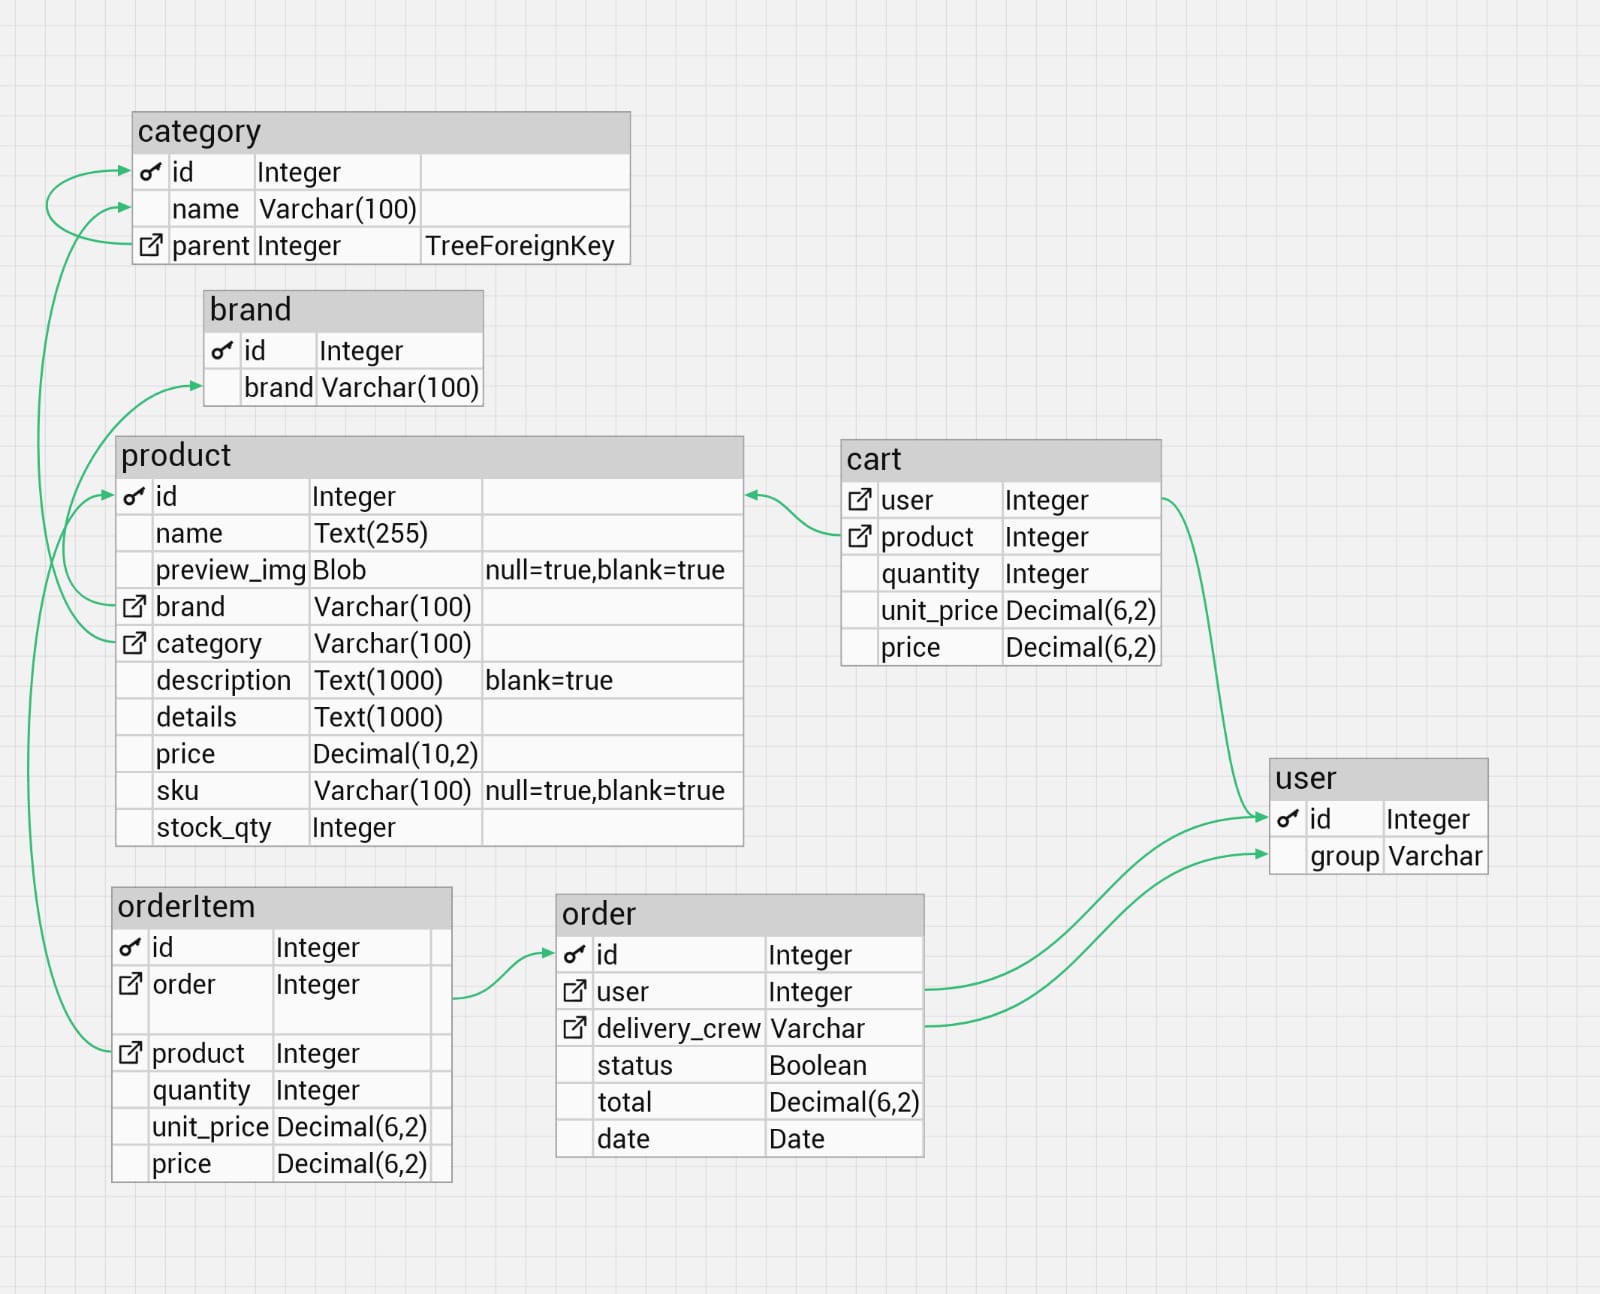 category
id Integer
name Varchar(100)
parent Integer TreeForeignKey
brand
id Integer
brand Varchar(100)
product
id Integer
name Text(255)
preview_img Blob null=true,blank=true
brand Varchar(100)
category Varchar(100)
description Text(1000) blank=true
details Text(1000)
price Decimal(10,2)
sku Varchar(100) null=true,blank=true
stock_qty Integer
cart
user Integer
product Integer
quantity Integer
unit_price Decimal(6,2)
price Decimal(6,2)
user
id Integer
group Varchar
orderItem
id Integer
order Integer
product Integer
quantity Integer
unit_price Decimal(6,2)
price Decimal(6,2)
order
id Integer
user Integer
delivery_crew Varchar
status Boolean
total Decimal(6,2)
date Date